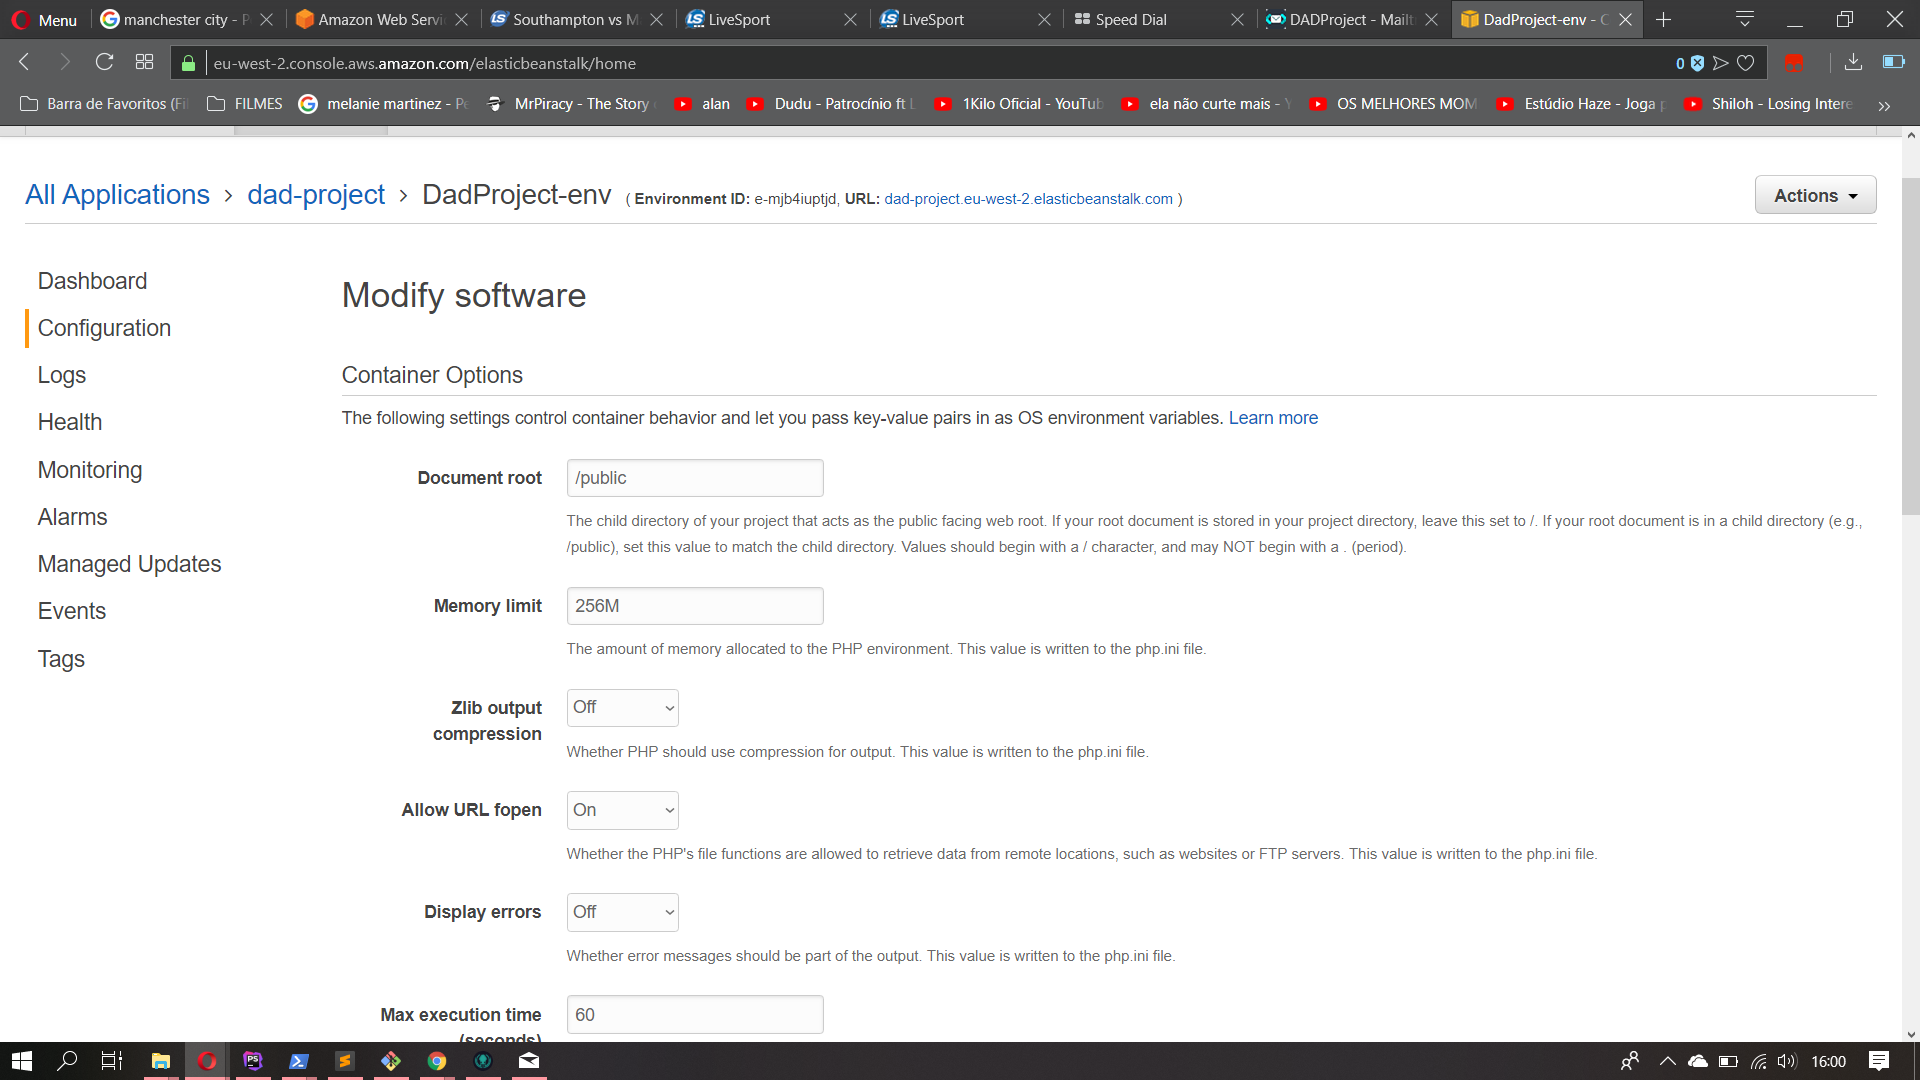 Menu
manchester city - P
Amazon Web Servi
Southampton vs M
LiveSport
LiveSport
Speed Dial
DADProject - Mailt
DadProject-env - C
eu-west-2.console.aws.amazon.com/elasticbeanstalk/home
0
Barra de Favoritos (Fi
FILMES
melanie martinez - Pe
MrPiracy - The Story
alan
Dudu - Patrocínio ft L
1Kilo Oficial - YouTub
ela não curte mais - Y
OS MELHORES MOM
Estúdio Haze - Joga p
Shiloh - Losing Intere
All Applications > dad-project > DadProject-env ( Environment ID: e-mjb4iuptjd, URL: dad-project.eu-west-2.elasticbeanstalk.com )
Actions
Dashboard
Configuration
Logs
Health
Monitoring
Alarms
Managed Updates
Events
Tags
Modify software
Container Options
The following settings control container behavior and let you pass key-value pairs in as OS environment variables. Learn more
Document root
/public
The child directory of your project that acts as the public facing web root. If your root document is stored in your project directory, leave this set to /. If your root document is in a child directory (e.g.,
/public), set this value to match the child directory. Values should begin with a / character, and may NOT begin with a . (period).
Memory limit
256M
The amount of memory allocated to the PHP environment. This value is written to the php.ini file.
Zlib output
compression
Off
Whether PHP should use compression for output. This value is written to the php.ini file.
Allow URL fopen
On
Whether the PHP's file functions are allowed to retrieve data from remote locations, such as websites or FTP servers. This value is written to the php.ini file.
Display errors
Off
Whether error messages should be part of the output. This value is written to the php.ini file.
Max execution time
(seconds)
60
16:00